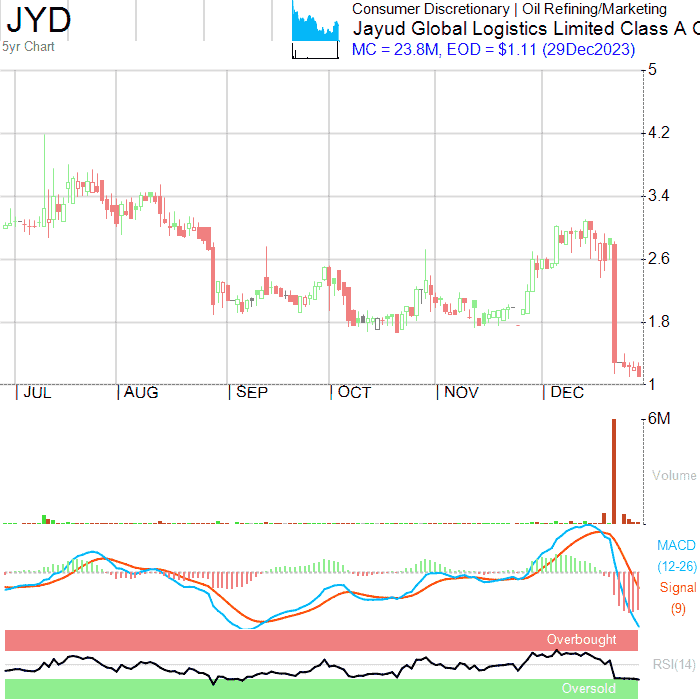 JYD
5yr Chart
Consumer Discretionary | Oil Refining/Marketing
Jayud Global Logistics Limited Class A
MC = 23.8M, EOD = $1.11 (29Dec2023)
5
4.2
3.4
2.6
1.8
1
JUL AUG SEP OCT NOV DEC
6M
Volume
MACD
(12-26)
Signal
(9)
Overbought
RSI(14)
Oversold